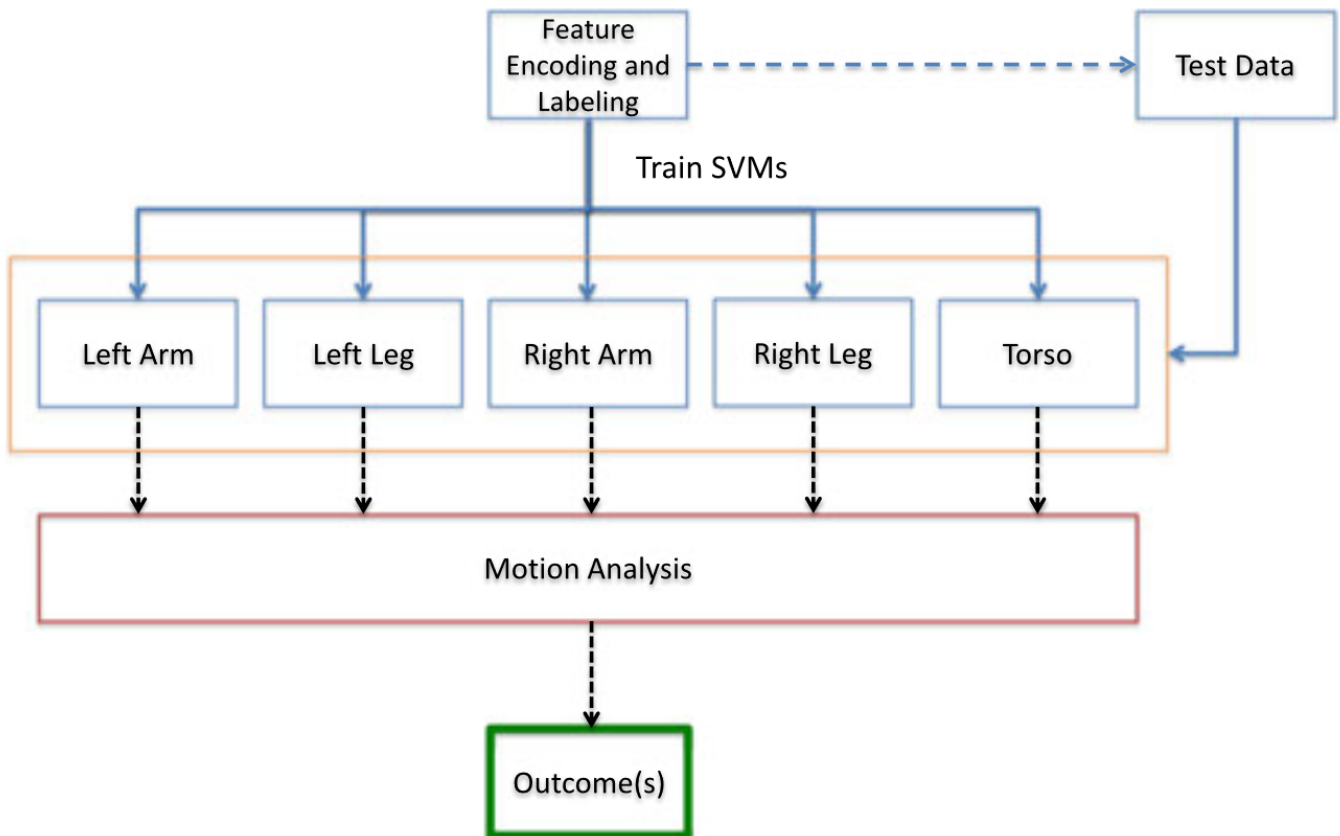 Feature
Encoding and
Labeling
Test Data
Train SVMs
Left Arm
Left Leg
Right Arm
Right Leg
Torso
Motion Analysis
Outcome(s)